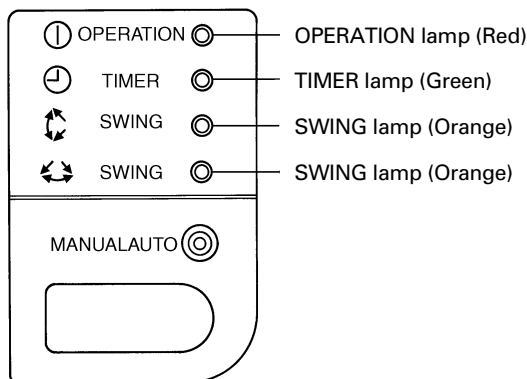 OPERATION OPERATION lamp (Red)
TIMER TIMER lamp (Green)
SWING SWING lamp (Orange)
SWING SWING lamp (Orange)
MANUALAUTO